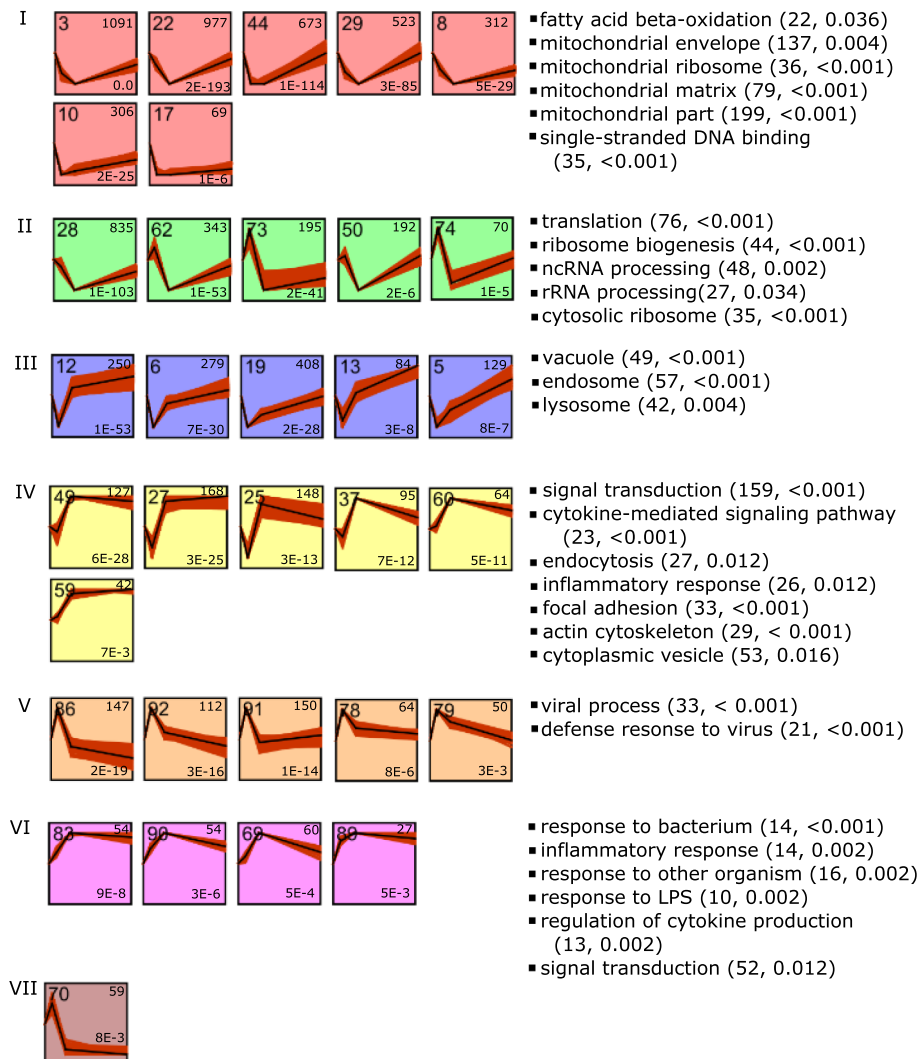 I
3 1091 22 977 44 673 29 523 8 312
0.0 2E-193 1E-114 3E-85 5E-29
10 306 17 69
2E-25 1E-6
▪fatty acid beta-oxidation (22, 0.036)
▪mitochondrial envelope (137, 0.004)
▪mitochondrial ribosome (36, <0.001)
▪mitochondrial matrix (79, <0.001)
▪mitochondrial part (199, <0.001)
▪single-stranded DNA binding
(35, <0.001)
II
28 835 62 343 73 195 50 192 74 70
1E-103 1E-53 2E-41 2E-6 1E-5
▪translation (76, <0.001)
▪ribosome biogenesis (44, <0.001)
▪ncRNA processing (48, 0.002)
▪rRNA processing(27, 0.034)
▪cytosolic ribosome (35, <0.001)
III
12 250 6 279 19 408 13 84 5 129
1E-53 7E-30 2E-28 3E-8 8E-7
▪vacuole (49, <0.001)
▪endosome (57, <0.001)
▪lysosome (42, 0.004)
IV
49 127 27 168 25 148 37 95 60 64
6E-28 3E-25 3E-13 7E-12 5E-11
59 42
7E-3
▪signal transduction (159, <0.001)
▪cytokine-mediated signaling pathway
(23, <0.001)
▪endocytosis (27, 0.012)
▪inflammatory response (26, 0.012)
▪focal adhesion (33, <0.001)
▪actin cytoskeleton (29, < 0.001)
▪cytoplasmic vesicle (53, 0.016)
V
86 147 92 112 91 150 78 64 79 50
2E-19 3E-16 1E-14 8E-6 3E-3
▪viral process (33, < 0.001)
▪defense resonse to virus (21, <0.001)
VI
83 54 90 54 69 60 89 27
9E-8 3E-6 5E-4 5E-3
▪response to bacterium (14, <0.001)
▪inflammatory response (14, 0.002)
▪response to other organism (16, 0.002)
▪response to LPS (10, 0.002)
▪regulation of cytokine production
(13, 0.002)
▪signal transduction (52, 0.012)
VII
70 59
8E-3